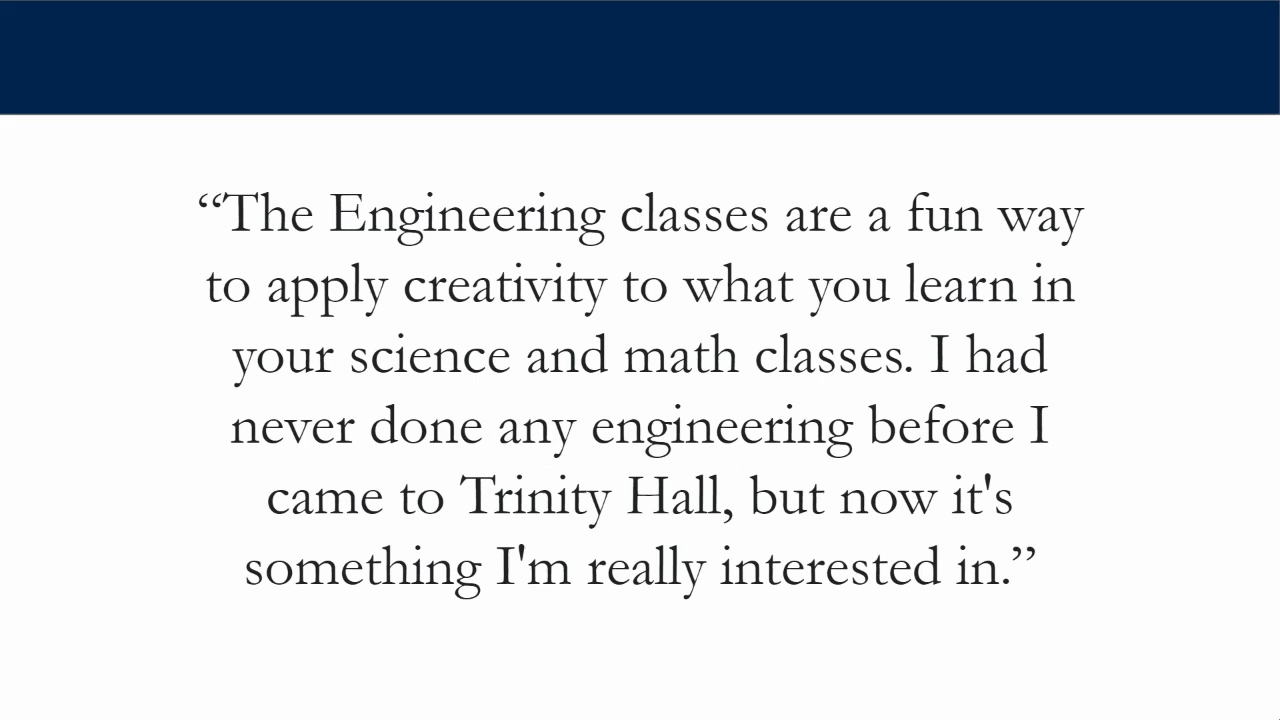 “The Engineering classes are a fun way
to apply creativity to what you learn in
your science and math classes. I had
never done any engineering before I
came to Trinity Hall, but now it's
something I'm really interested in.”